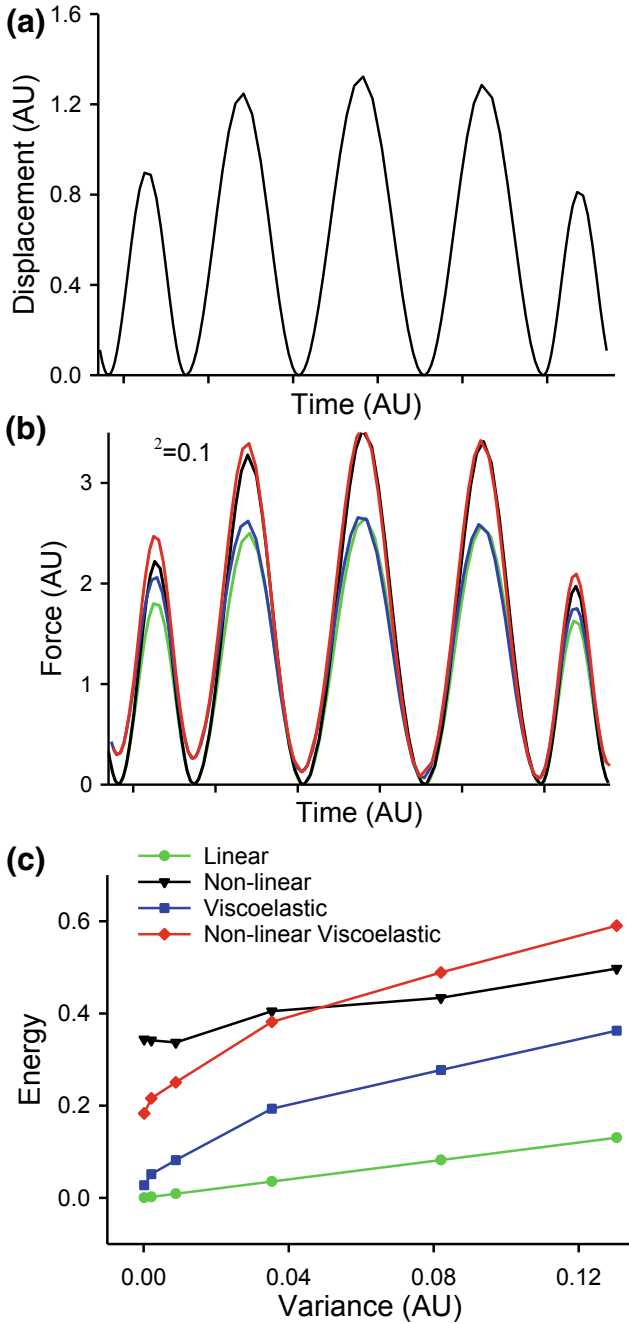 (a)
Displacement (AU)
1.6
1.2
0.8
0.4
0.0
Time (AU)
(b)
²=0.1
Force (AU)
3
2
1
0
Time (AU)
(c)
Linear
Non-linear
Viscoelastic
Non-linear Viscoelastic
Energy
0.6
0.4
0.2
0.0
0.00 0.04 0.08 0.12
Variance (AU)